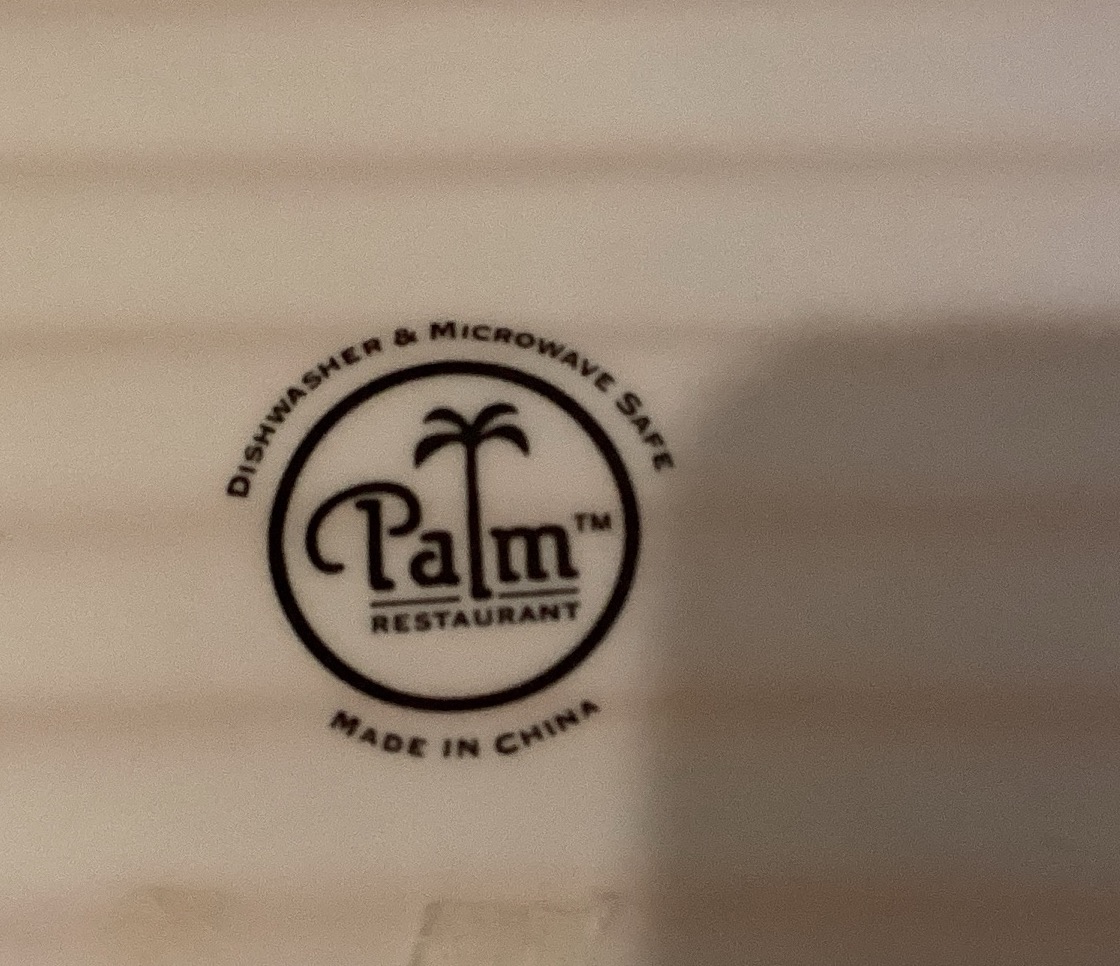 DISHWASHER & MICROWAVE SAFE
Palm™
RESTAURANT
MADE IN CHINA